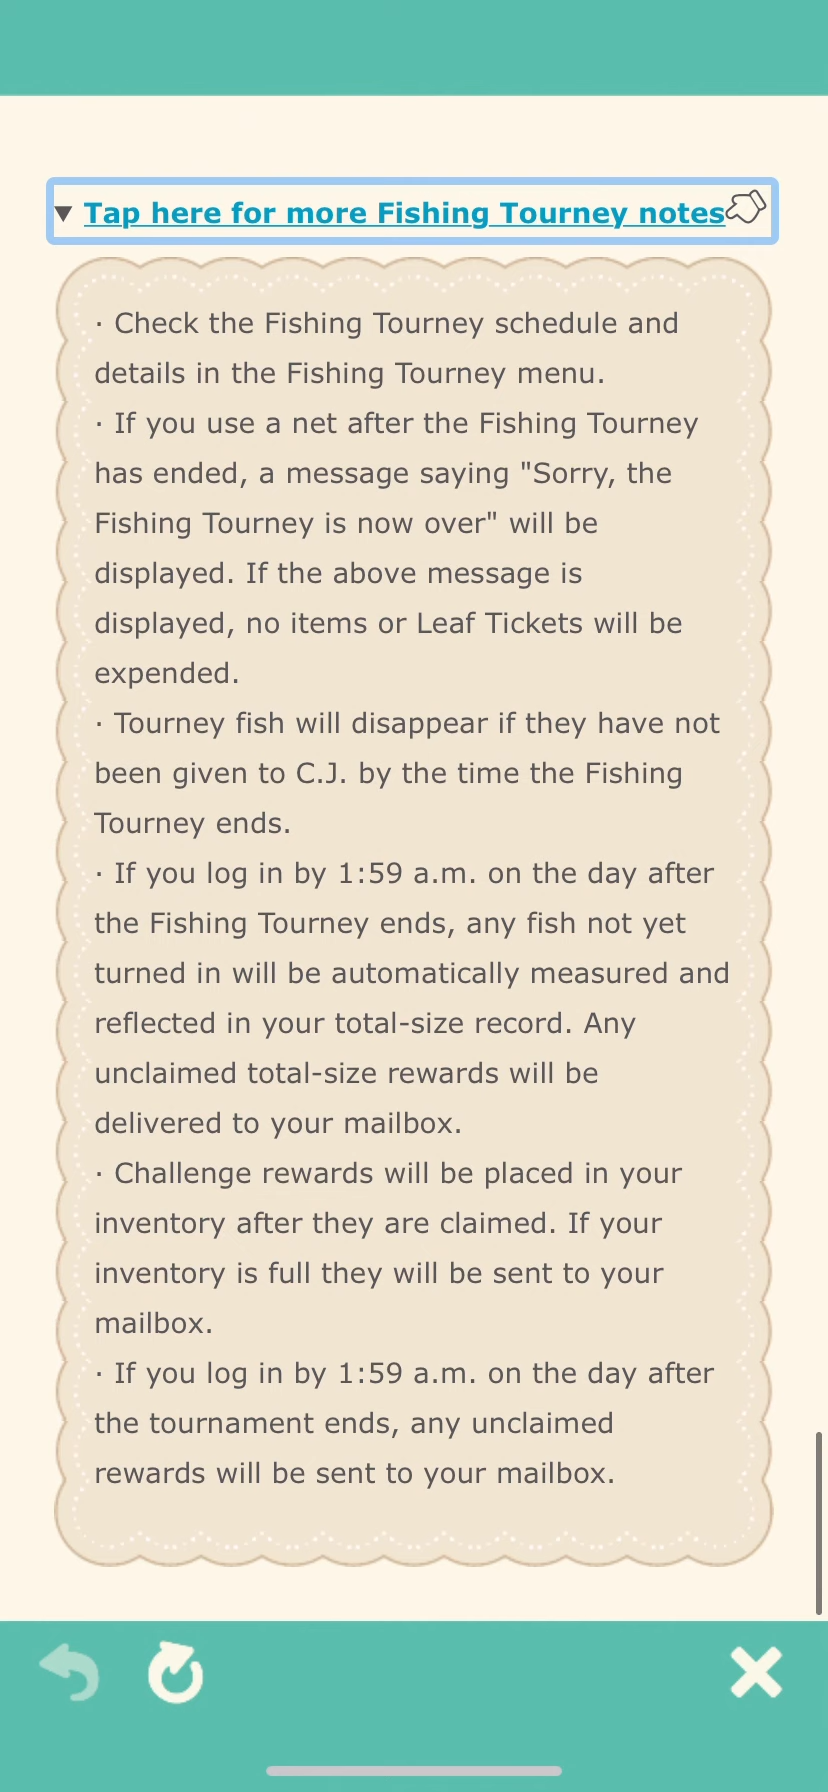 ▼ Tap here for more Fishing Tourney notes
· Check the Fishing Tourney schedule and
details in the Fishing Tourney menu.
· If you use a net after the Fishing Tourney
has ended, a message saying "Sorry, the
Fishing Tourney is now over" will be
displayed. If the above message is
displayed, no items or Leaf Tickets will be
expended.
· Tourney fish will disappear if they have not
been given to C.J. by the time the Fishing
Tourney ends.
· If you log in by 1:59 a.m. on the day after
the Fishing Tourney ends, any fish not yet
turned in will be automatically measured and
reflected in your total-size record. Any
unclaimed total-size rewards will be
delivered to your mailbox.
· Challenge rewards will be placed in your
inventory after they are claimed. If your
inventory is full they will be sent to your
mailbox.
· If you log in by 1:59 a.m. on the day after
the tournament ends, any unclaimed
rewards will be sent to your mailbox.